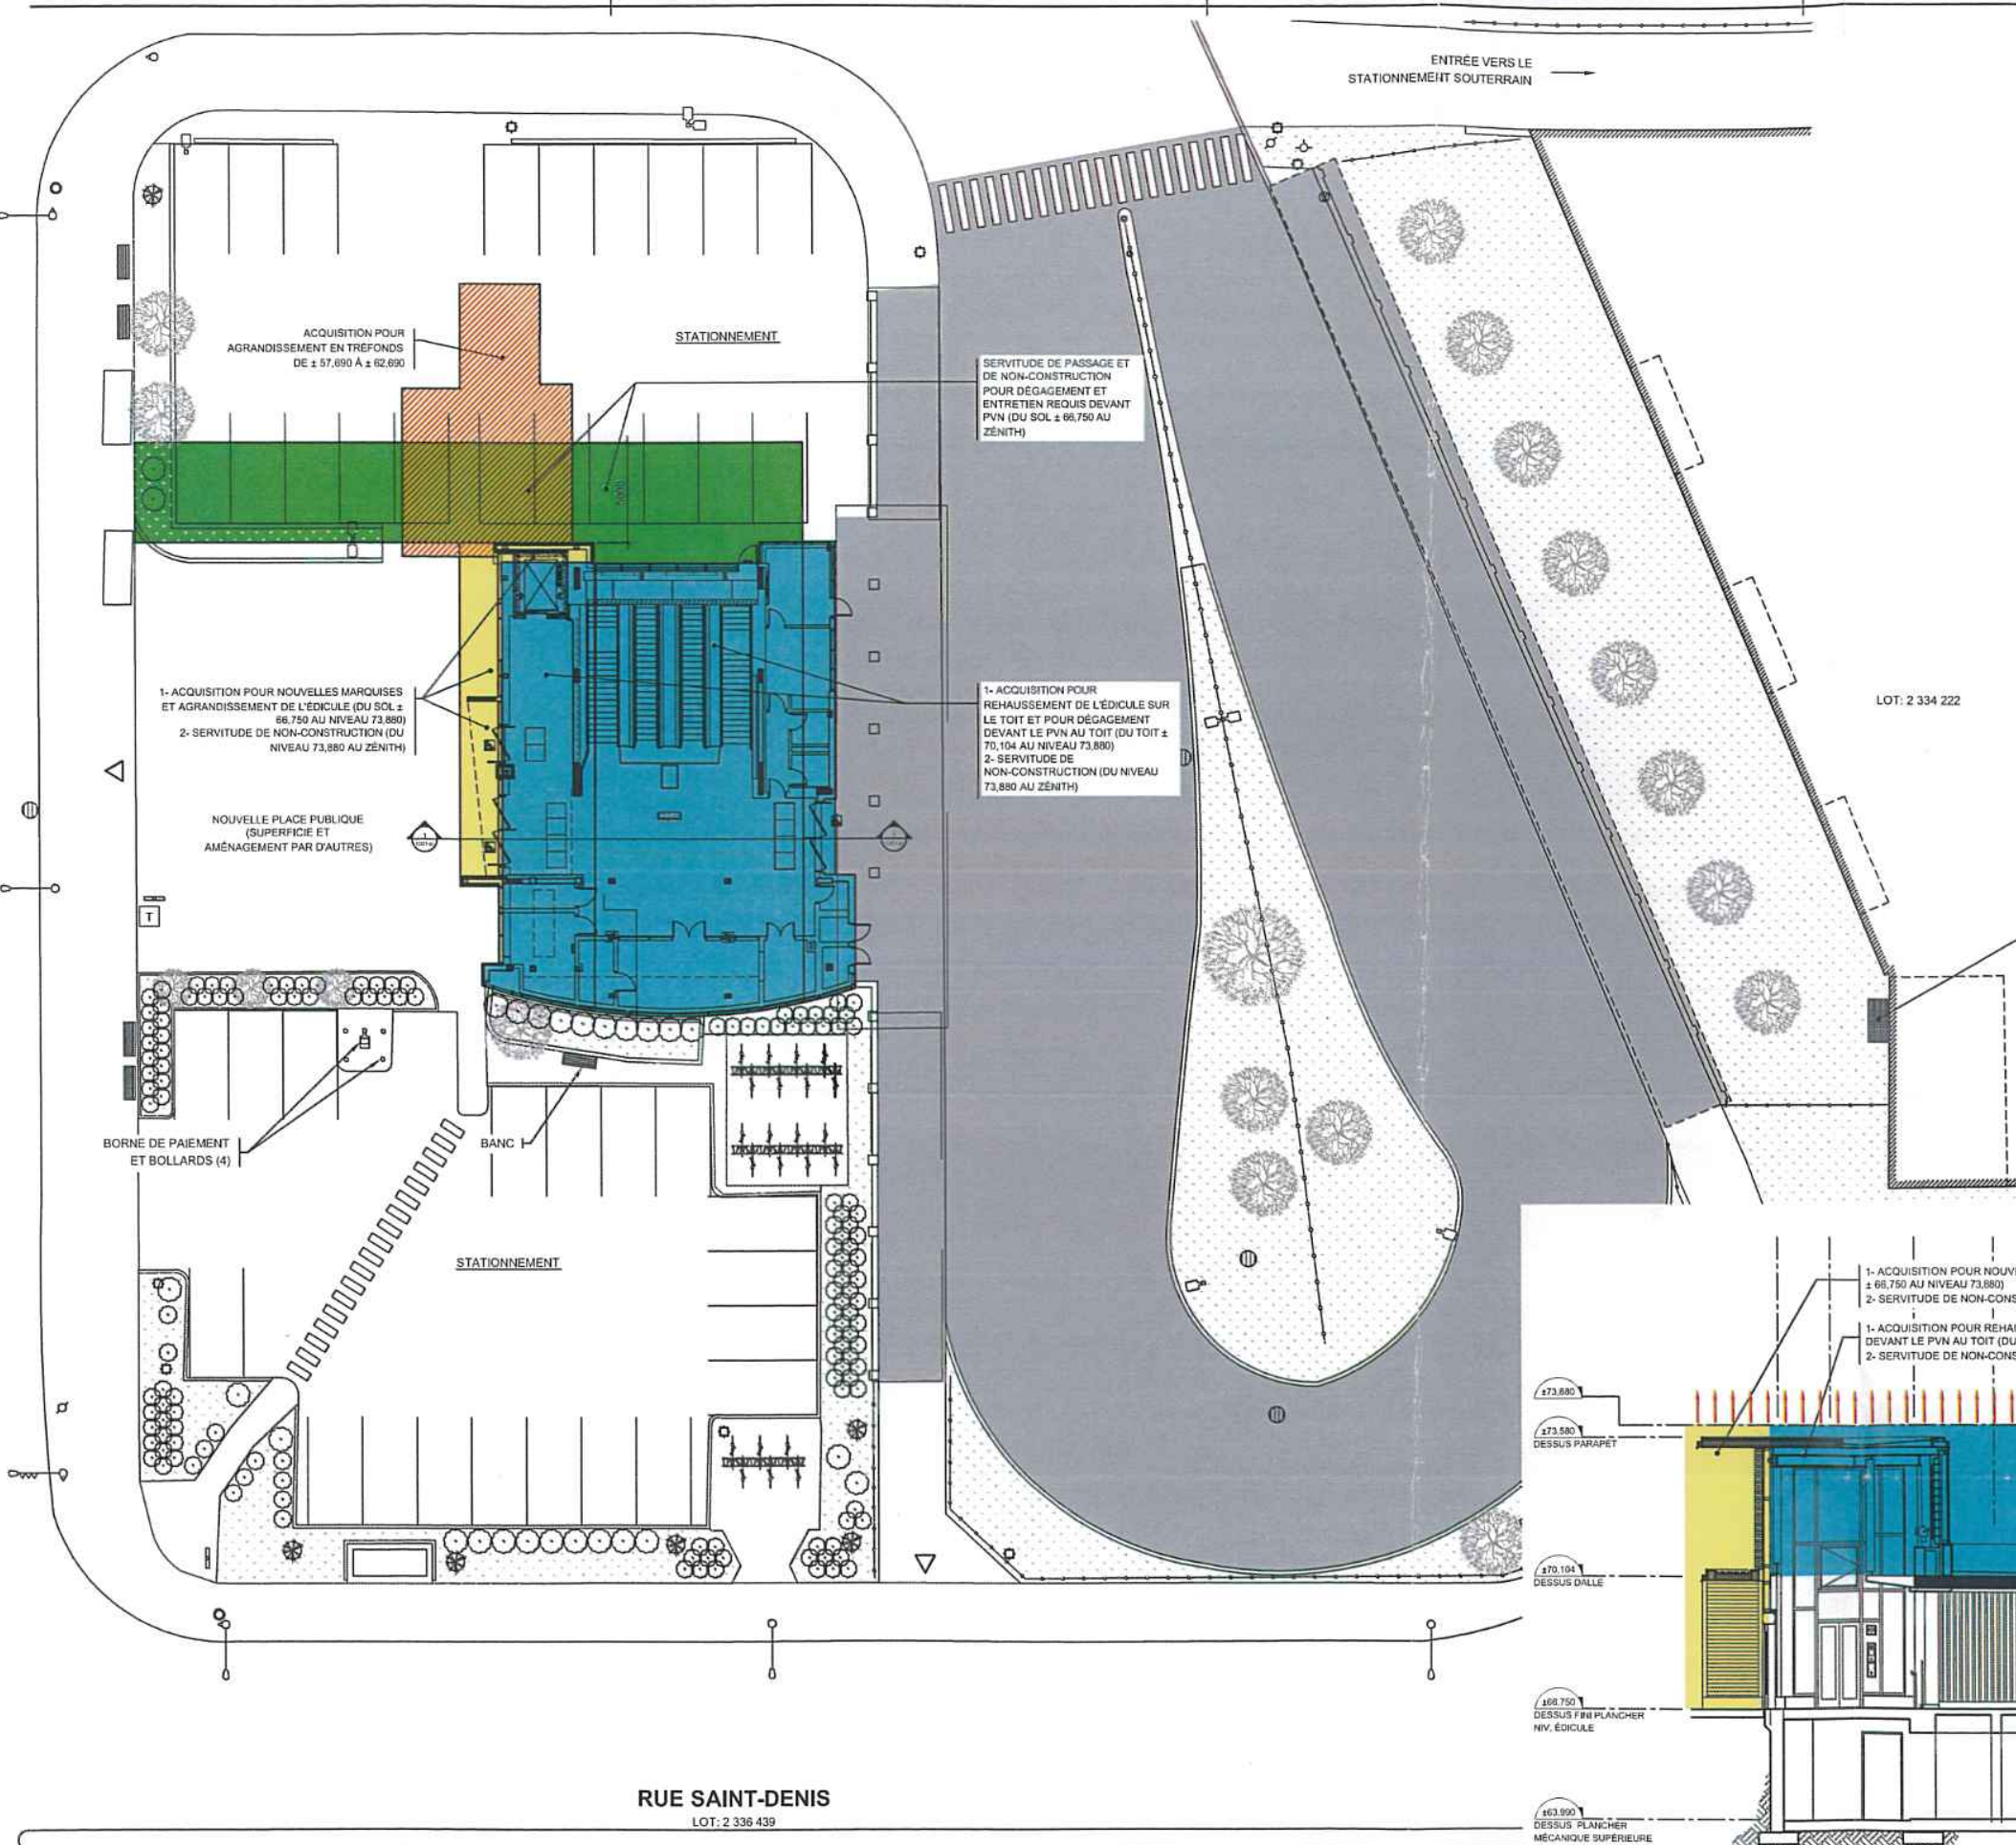 ENTRÉE VERS LE
STATIONNEMENT SOUTERRAIN
ACQUISITION POUR
AGRANDISSEMENT EN TRÉFONDS
DE ± 57,690 À ± 62,690
STATIONNEMENT
SERVITUDE DE PASSAGE ET
DE NON-CONSTRUCTION
POUR DÉGAGEMENT ET
ENTRETIEN REQUIS DEVANT
PVN (DU SOL ± 66,750 AU
ZÉNITH)
1- ACQUISITION POUR NOUVELLES MARQUISES
ET AGRANDISSEMENT DE L'ÉDICULE (DU SOL ±
66,750 AU NIVEAU 73,880)
2- SERVITUDE DE NON-CONSTRUCTION (DU
NIVEAU 73,880 AU ZÉNITH)
1- ACQUISITION POUR
REHAUSSEMENT DE L'ÉDICULE SUR
LE TOIT ET POUR DÉGAGEMENT
DEVANT LE PVN AU TOIT (DU TOIT ±
70,104 AU NIVEAU 73,880)
2- SERVITUDE DE
NON-CONSTRUCTION (DU NIVEAU
73,880 AU ZÉNITH)
LOT: 2 334 222
NOUVELLE PLACE PUBLIQUE
(SUPERFICIE ET
AMÉNAGEMENT PAR D'AUTRES)
T
BORNE DE PAIEMENT
ET BOLLARDS (4)
BANC
STATIONNEMENT
1- ACQUISITION POUR NOUV
± 66,750 AU NIVEAU 73,880)
2- SERVITUDE DE NON-CONS
1- ACQUISITION POUR REHA
DEVANT LE PVN AU TOIT (DU
2- SERVITUDE DE NON-CONS
±73,880
±73,580
DESSUS PARAPET
±70,104
DESSUS DALLE
±66,750
DESSUS FINI PLANCHER
NIV. ÉDICULE
±63,990
DESSUS PLANCHER
MÉCANIQUE SUPÉRIEURE
RUE SAINT-DENIS
LOT: 2 336 439